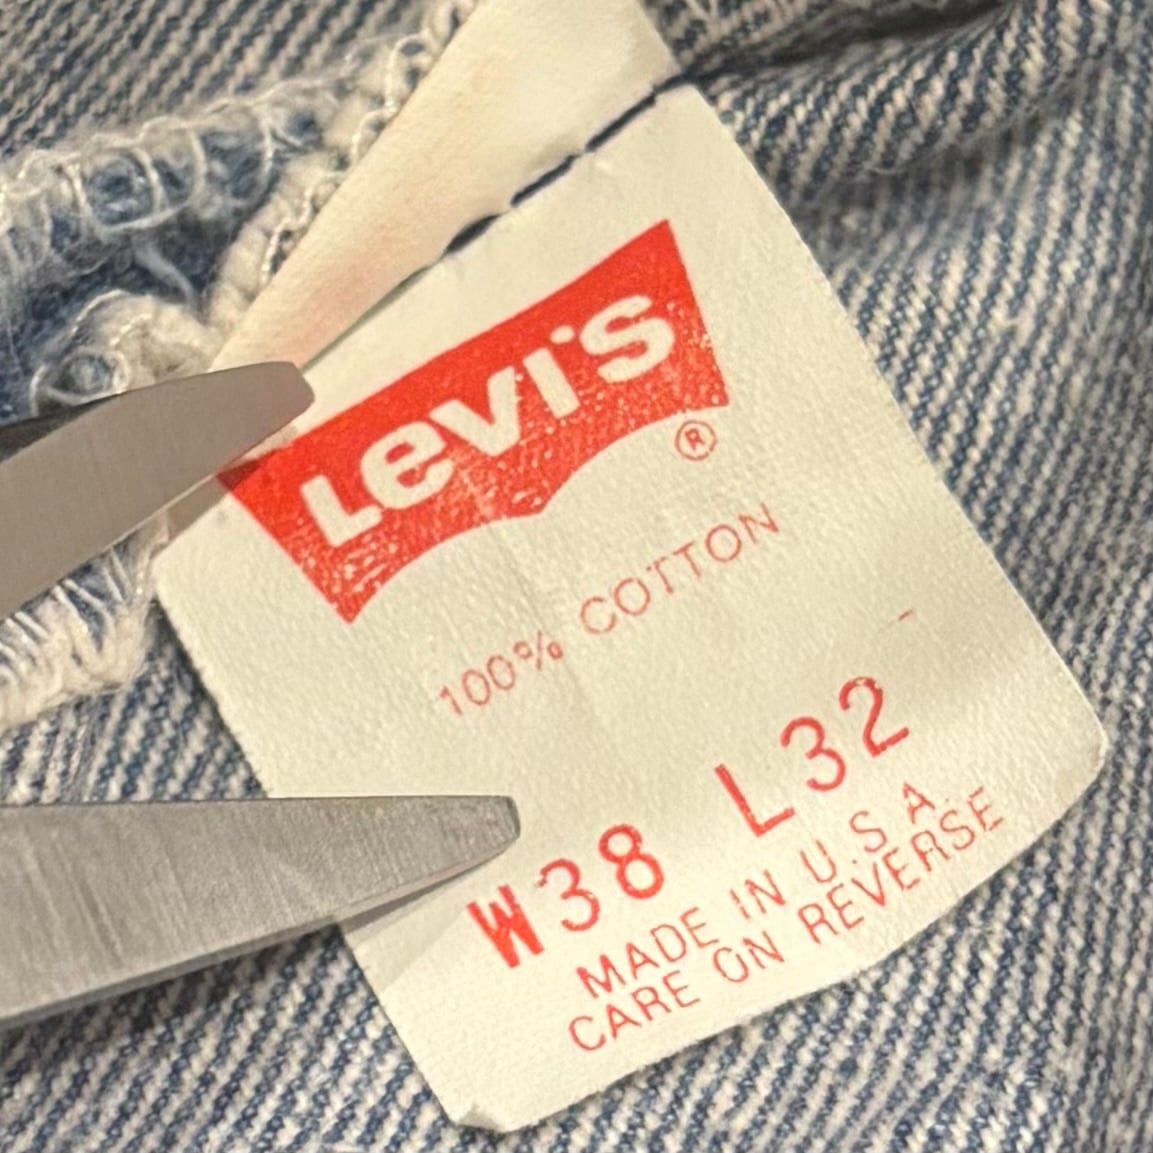 Levi's ®
100% COTTON
W38 L32
MADE IN U.S.A.
CARE ON REVERSE